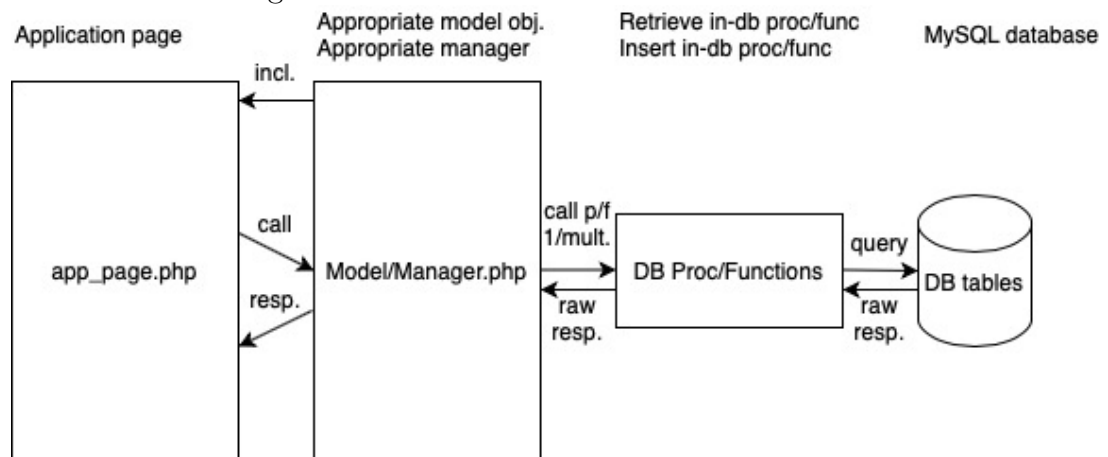 Application page
Appropriate model obj.
Appropriate manager
Retrieve in-db proc/func
Insert in-db proc/func
MySQL database
incl.
call
resp.
app_page.php
Model/Manager.php
call p/f
1/mult.
raw
resp.
DB Proc/Functions
query
raw
resp.
DB tables